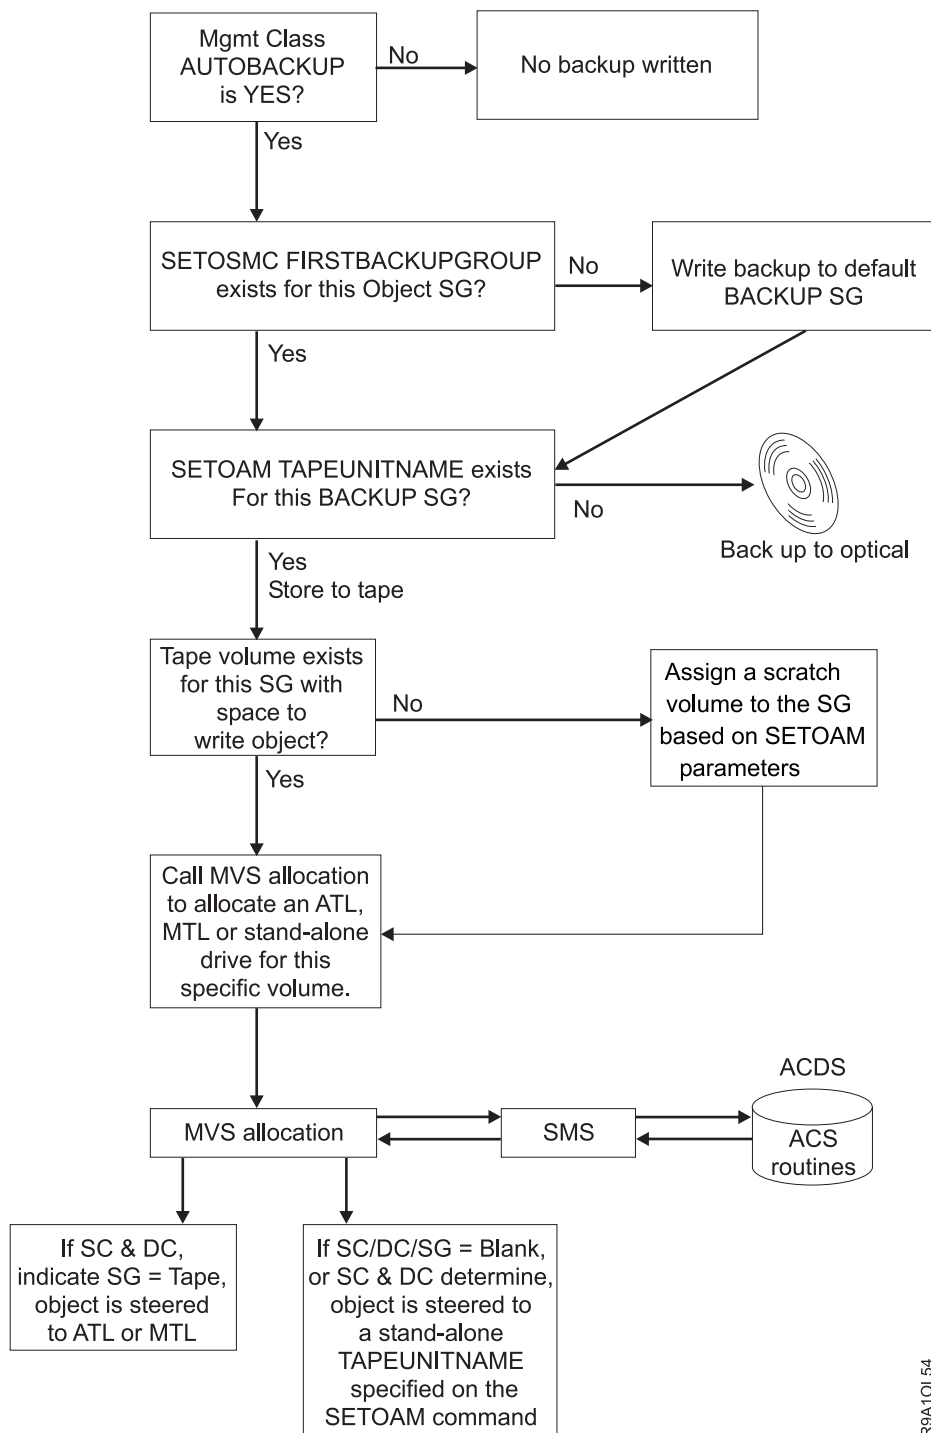 Mgmt Class
AUTOBACKUP
is YES?
No
No backup written
Yes
SETOSMC FIRSTBACKUPGROUP
exists for this Object SG?
No
Write backup to default
BACKUP SG
Yes
SETOAM TAPEUNITNAME exists
For this BACKUP SG?
No
Back up to optical
Yes
Store to tape
Tape volume exists
for this SG with
space to
write object?
No
Assign a scratch
volume to the SG
based on SETOAM
parameters
Yes
Call MVS allocation
to allocate an ATL,
MTL or stand-alone
drive for this
specific volume.
MVS allocation
SMS
ACDS
ACS
routines
If SC & DC,
indicate SG = Tape,
object is steered
to ATL or MTL
If SC/DC/SG = Blank,
or SC & DC determine,
object is steered to
a stand-alone
TAPEUNITNAME
specified on the
SETOAM command
R9A1OL54